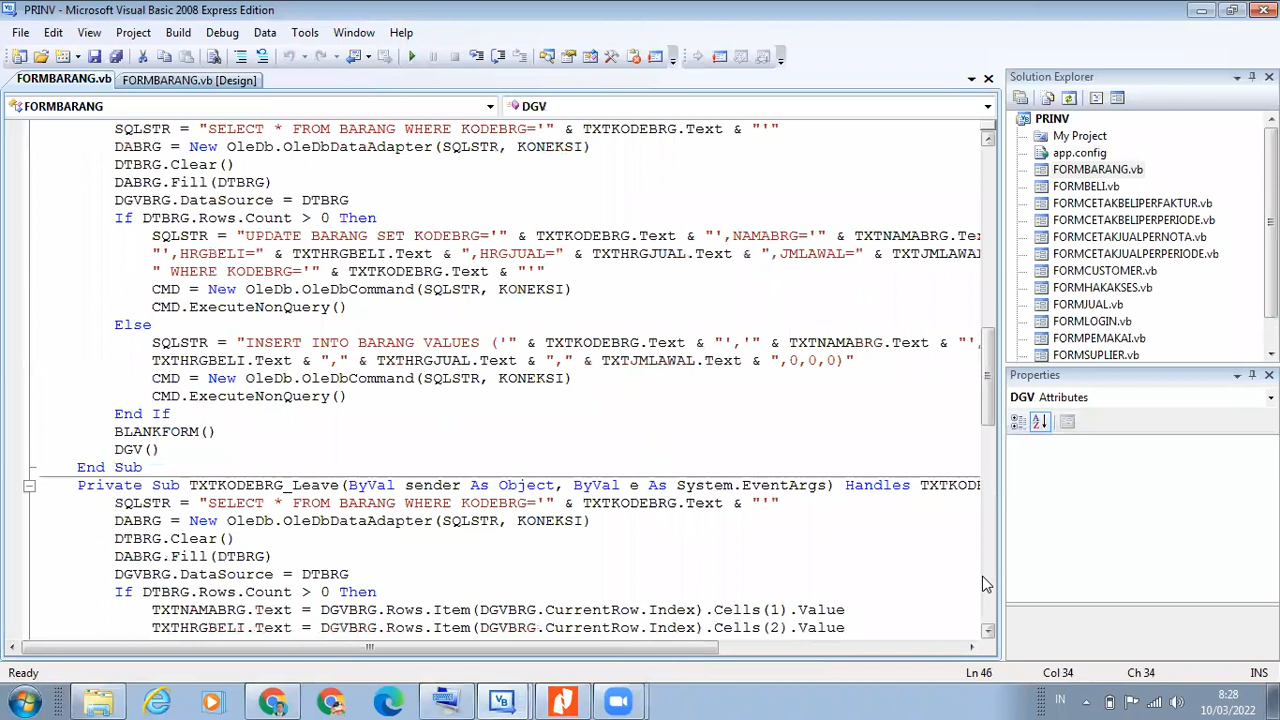 PRINV - Microsoft Visual Basic 2008 Express Edition
File Edit View Project Build Debug Data Tools Window Help
FORMBARANG.vb FORMBARANG.vb [Design]
FORMBARANG DGV
SQLSTR = "SELECT * FROM BARANG WHERE KODEBRG='" & TXTKODEBRG.Text & "'"
DABRG = New OleDb.OleDbDataAdapter(SQLSTR, KONEKSI)
DTBRG.Clear()
DABRG.Fill(DTBRG)
DGVBRG.DataSource = DTBRG
If DTBRG.Rows.Count > 0 Then
SQLSTR = "UPDATE BARANG SET KODEBRG='" & TXTKODEBRG.Text & "',NAMABRG='" & TXTNAMABRG.Te
"',HRGBELI=" & TXTHRGBELI.Text & ",HRGJUAL=" & TXTHRGJUAL.Text & ",JMLAWAL=" & TXTJMLAWAL
" WHERE KODEBRG='" & TXTKODEBRG.Text & "'"
CMD = New OleDb.OleDbCommand(SQLSTR, KONEKSI)
CMD.ExecuteNonQuery()
Else
SQLSTR = "INSERT INTO BARANG VALUES ('" & TXTKODEBRG.Text & "','" & TXTNAMABRG.Text & "',
TXTHRGBELI.Text & "," & TXTHRGJUAL.Text & "," & TXTJMLAWAL.Text & ",0,0,0)"
CMD = New OleDb.OleDbCommand(SQLSTR, KONEKSI)
CMD.ExecuteNonQuery()
End If
BLANKFORM()
DGV()
End Sub
Private Sub TXTKODEBRG_Leave(ByVal sender As Object, ByVal e As System.EventArgs) Handles TXTKODE
SQLSTR = "SELECT * FROM BARANG WHERE KODEBRG='" & TXTKODEBRG.Text & "'"
DABRG = New OleDb.OleDbDataAdapter(SQLSTR, KONEKSI)
DTBRG.Clear()
DABRG.Fill(DTBRG)
DGVBRG.DataSource = DTBRG
If DTBRG.Rows.Count > 0 Then
TXTNAMABRG.Text = DGVBRG.Rows.Item(DGVBRG.CurrentRow.Index).Cells(1).Value
TXTHRGBELI.Text = DGVBRG.Rows.Item(DGVBRG.CurrentRow.Index).Cells(2).Value
Solution Explorer
PRINV
My Project
app.config
FORMBARANG.vb
FORMBELI.vb
FORMCETAKBELIPERFAKTUR.vb
FORMCETAKBELIPERPERIODE.vb
FORMCETAKJUALPERNOTA.vb
FORMCETAKJUALPERPERIODE.vb
FORMCUSTOMER.vb
FORMHAKAKSES.vb
FORMJUAL.vb
FORMLOGIN.vb
FORMPEMAKAI.vb
FORMSUPLIER.vb
Properties
DGV Attributes
Ready Ln 46 Col 34 Ch 34 INS
IN 8:28
10/03/2022